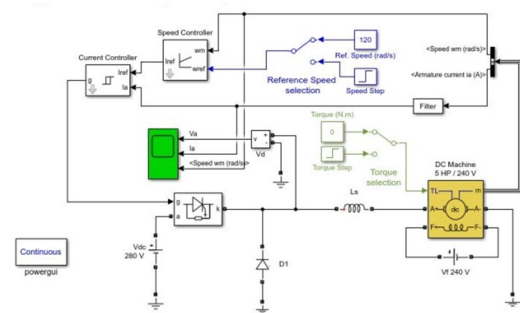 Speed Controller
wm
Iref
wref
Current Controller
Iref
g
Ia
120
Ref. Speed (rad/s)
Reference Speed
selection
Speed Step
<Speed wm (rad/s)>
<Armature current ia (A)>
Filter
Va
Ia
<Speed wm (rad/s)>
v
+
-
Vd
Torque (N.m)
0
Torque Step
Torque
selection
DC Machine
5 HP / 240 V
TL
m
dc
A+
A-
F+
F-
Ls
g
a
k
Vdc
280 V
D1
Vf 240 V
Continuous
powergui